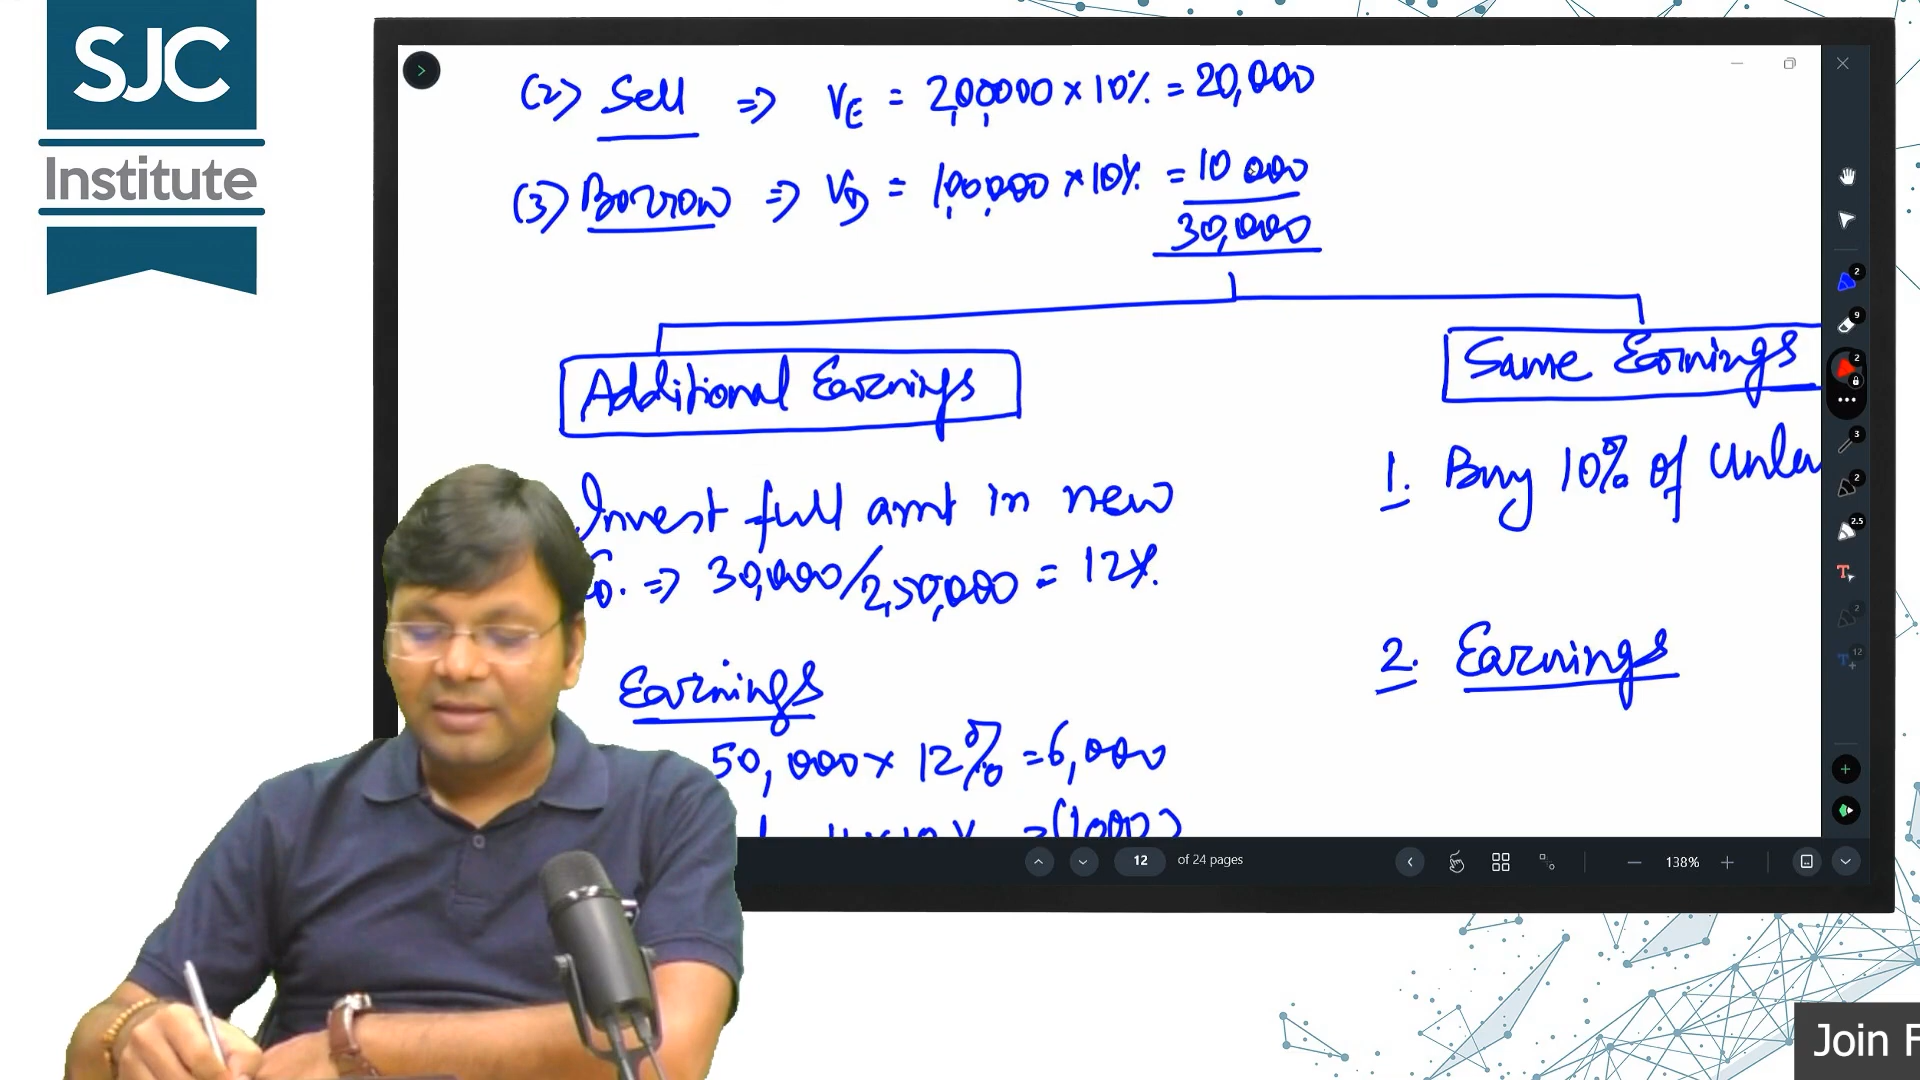 SJC
Institute
(2) Sell => VE = 2,00,000 x 10% = 20,000
(3) Borrow => VD = 1,00,000 x 10% = 10 000
30,000
Additional Earnings
Same Earnings
Invest full amt in new
Co. => 30,000/2,50,000 = 12%
1. Buy 10% of Unlev
Earnings
2. Earnings
50,000 x 12% = 6,000
= (1000)
12 of 24 pages
138%
Join F